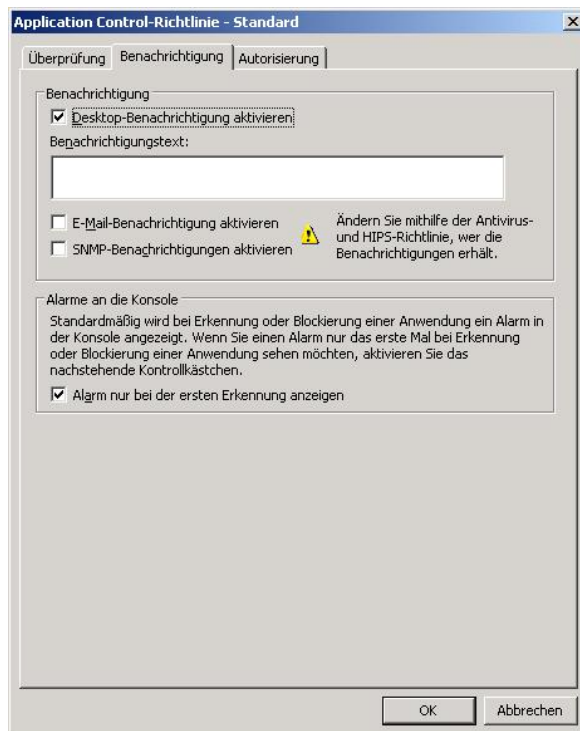 Application Control-Richtlinie - Standard
Überprüfung Benachrichtigung Autorisierung
Benachrichtigung
Desktop-Benachrichtigung aktivieren
Benachrichtigungstext:
E-Mail-Benachrichtigung aktivieren
SNMP-Benachrichtigungen aktivieren
Ändern Sie mithilfe der Antivirus-
und HIPS-Richtlinie, wer die
Benachrichtigungen erhält.
Alarme an die Konsole
Standardmäßig wird bei Erkennung oder Blockierung einer Anwendung ein Alarm in
der Konsole angezeigt. Wenn Sie einen Alarm nur das erste Mal bei Erkennung
oder Blockierung einer Anwendung sehen möchten, aktivieren Sie das
nachstehende Kontrollkästchen.
Alarm nur bei der ersten Erkennung anzeigen
OK Abbrechen